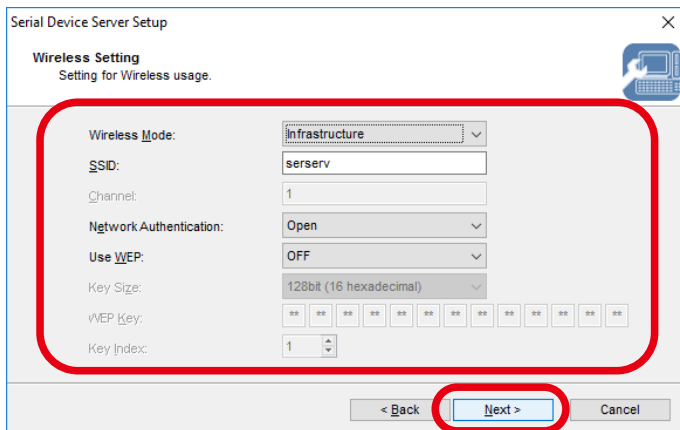 Serial Device Server Setup
Wireless Setting
Setting for Wireless usage.
Wireless Mode: Infrastructure
SSID: serserv
Channel: 1
Network Authentication: Open
Use WEP: OFF
Key Size: 128bit (16 hexadecimal)
WEP Key: ** ** ** ** ** ** ** ** ** ** ** ** **
Key Index: 1
< Back Next > Cancel